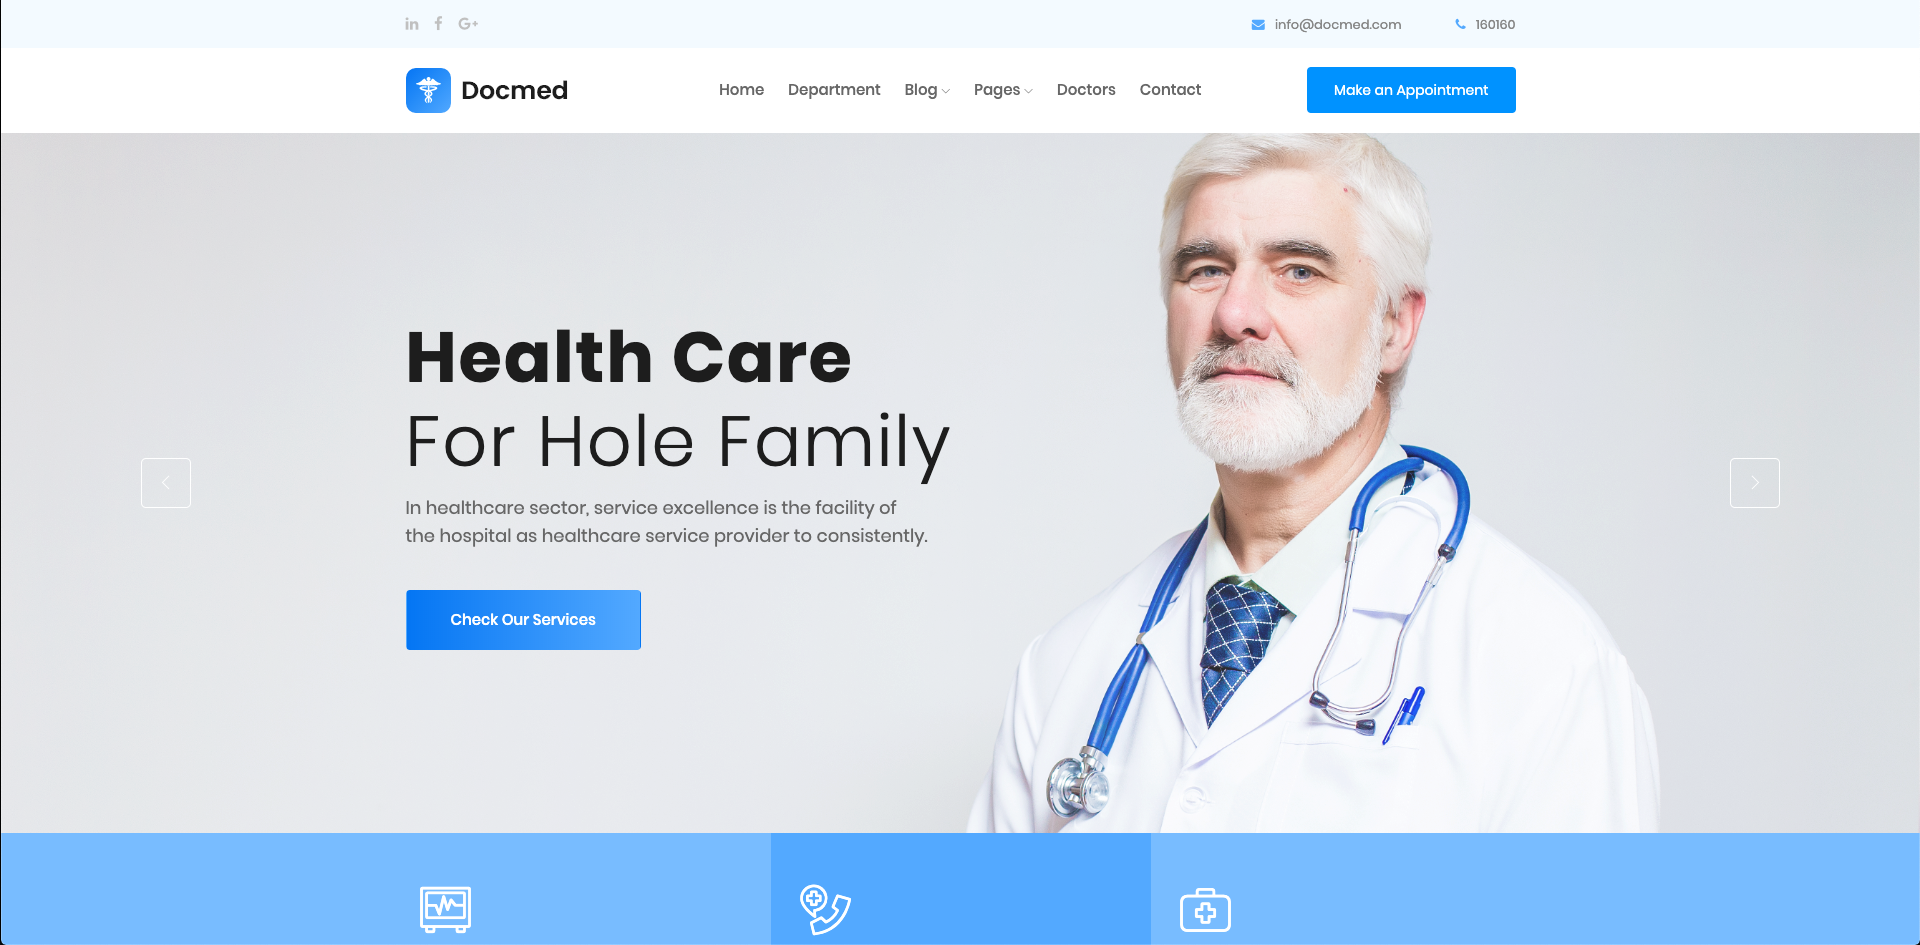 info@docmed.com
160160
Docmed
Home
Department
Blog
Pages
Doctors
Contact
Make an Appointment
Health Care
For Hole Family
In healthcare sector, service excellence is the facility of
the hospital as healthcare service provider to consistently.
Check Our Services